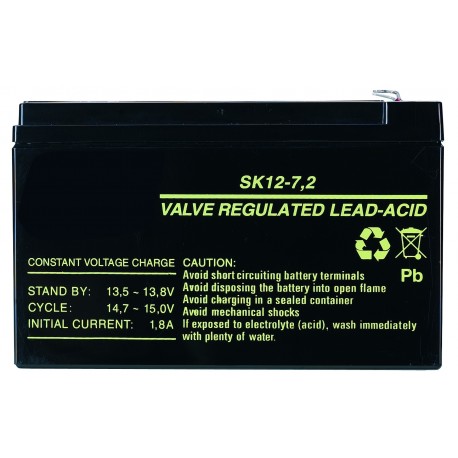 SK12-7,2
VALVE REGULATED LEAD-ACID
Pb
CONSTANT VOLTAGE CHARGE
STAND BY: 13,5 ~ 13,8V
CYCLE: 14,7 ~ 15,0V
INITIAL CURRENT: 1,8A
CAUTION:
Avoid short circuiting battery terminals
Avoid disposing the battery into open flame
Avoid charging in a sealed container
Avoid mechanical shocks
If exposed to electrolyte (acid), wash immediately
with plenty of water.